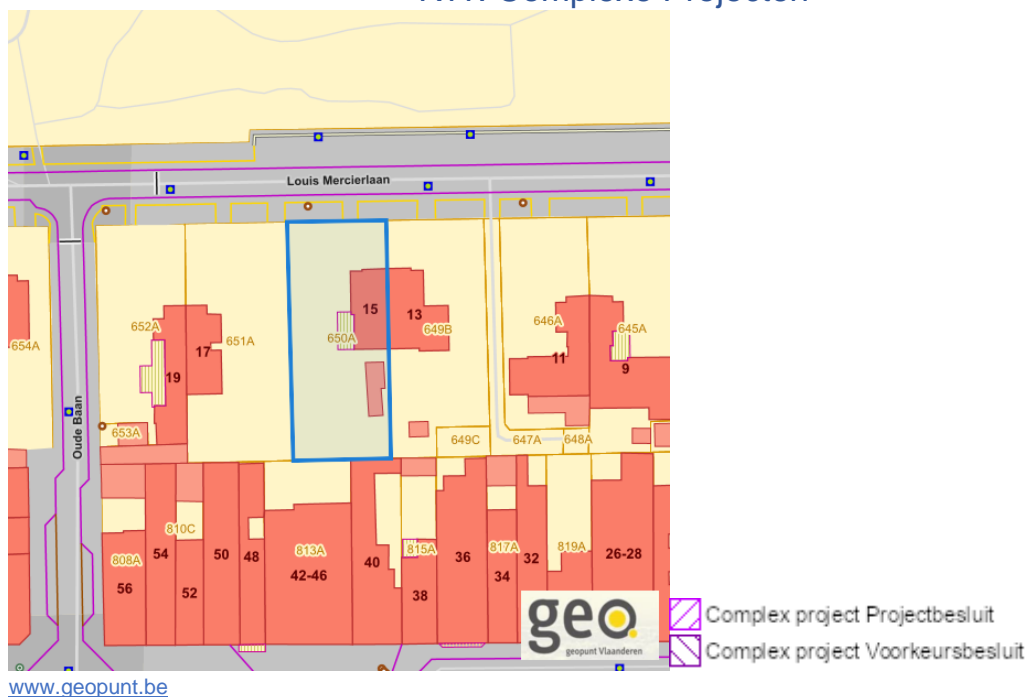 Louis Mercierlaan
Oude Baan
654A
652A
651A
650A
649B
646A
645A
17
15
13
11
9
19
653A
649C
647A
648A
810C
808A
813A
815A
817A
819A
56
54
52
50
48
42-46
40
38
36
34
32
26-28
geo
geopunt Vlaanderen
Complex project Projectbesluit
Complex project Voorkeursbesluit
www.geopunt.be